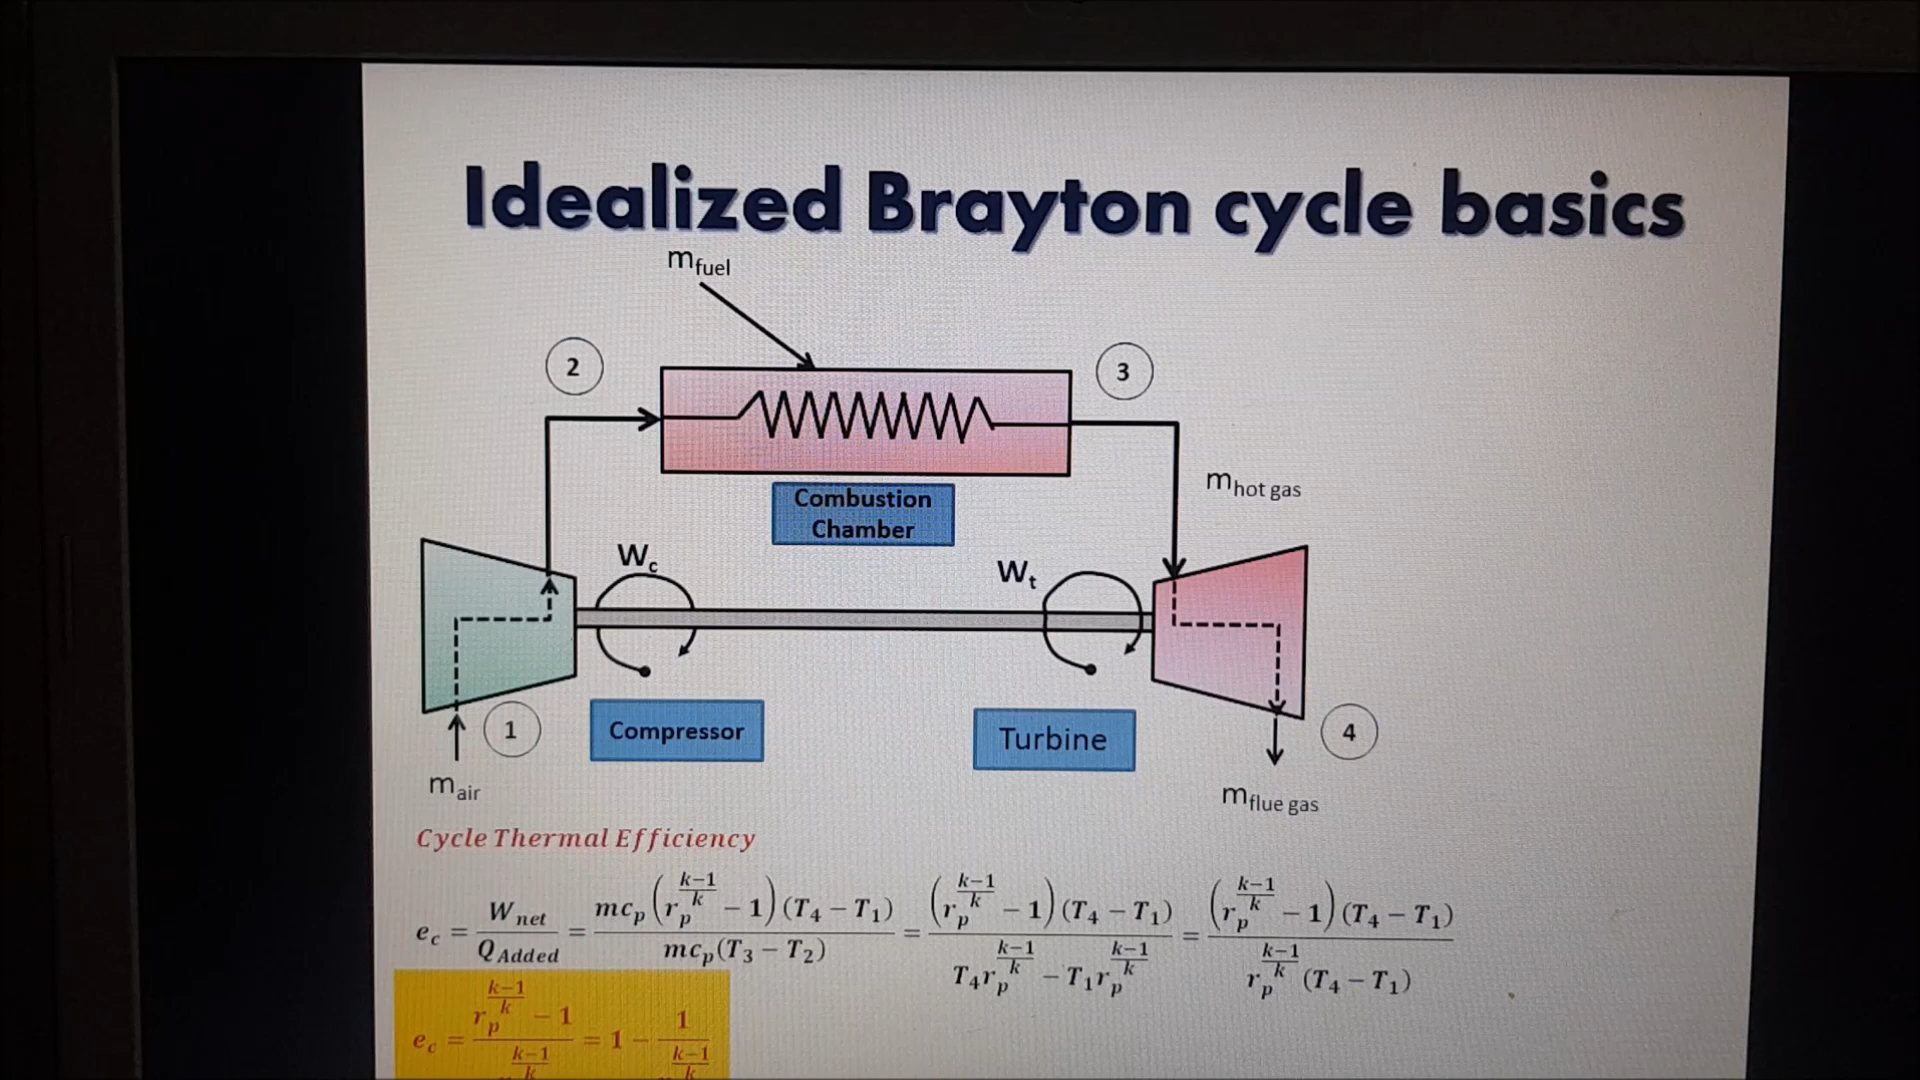 Idealized Brayton cycle basics
m_fuel
2
3
m_hot gas
Combustion
Chamber
W_c
W_t
1
Compressor
Turbine
4
m_air
m_flue gas
Cycle Thermal Efficiency
e_c = W_net / Q_Added = mc_p (r_p^((k−1)/k) − 1)(T_4 − T_1) / mc_p(T_3 − T_2) = (r_p^((k−1)/k) − 1)(T_4 − T_1) / (T_4 r_p^((k−1)/k) − T_1 r_p^((k−1)/k)) = (r_p^((k−1)/k) − 1)(T_4 − T_1) / r_p^((k−1)/k) (T_4 − T_1)
e_c = (r_p^((k−1)/k) − 1) / ^((k−1)/k) = 1 − 1 / ^((k−1)/k)